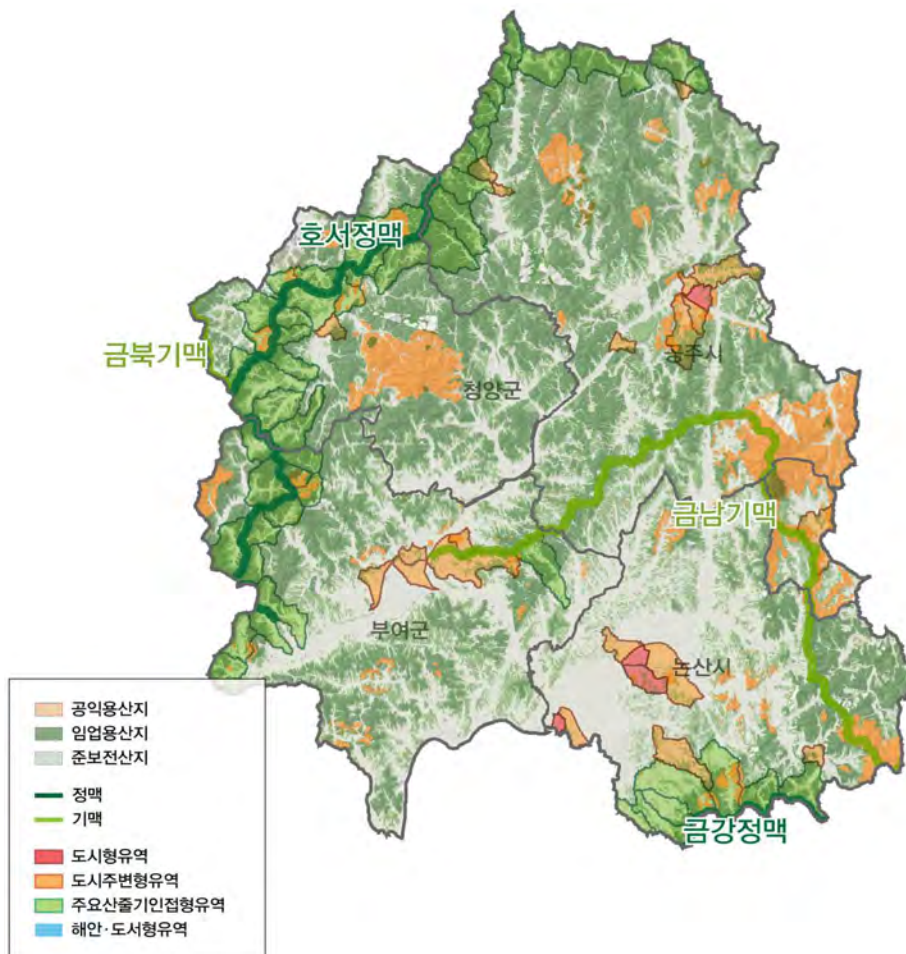 호서정맥
금북기맥
공주시
청양군
금남기맥
부여군
논산시
금강정맥
공익용산지
임업용산지
준보전산지
정맥
기맥
도시형유역
도시주변형유역
주요산줄기인접형유역
해안·도서형유역